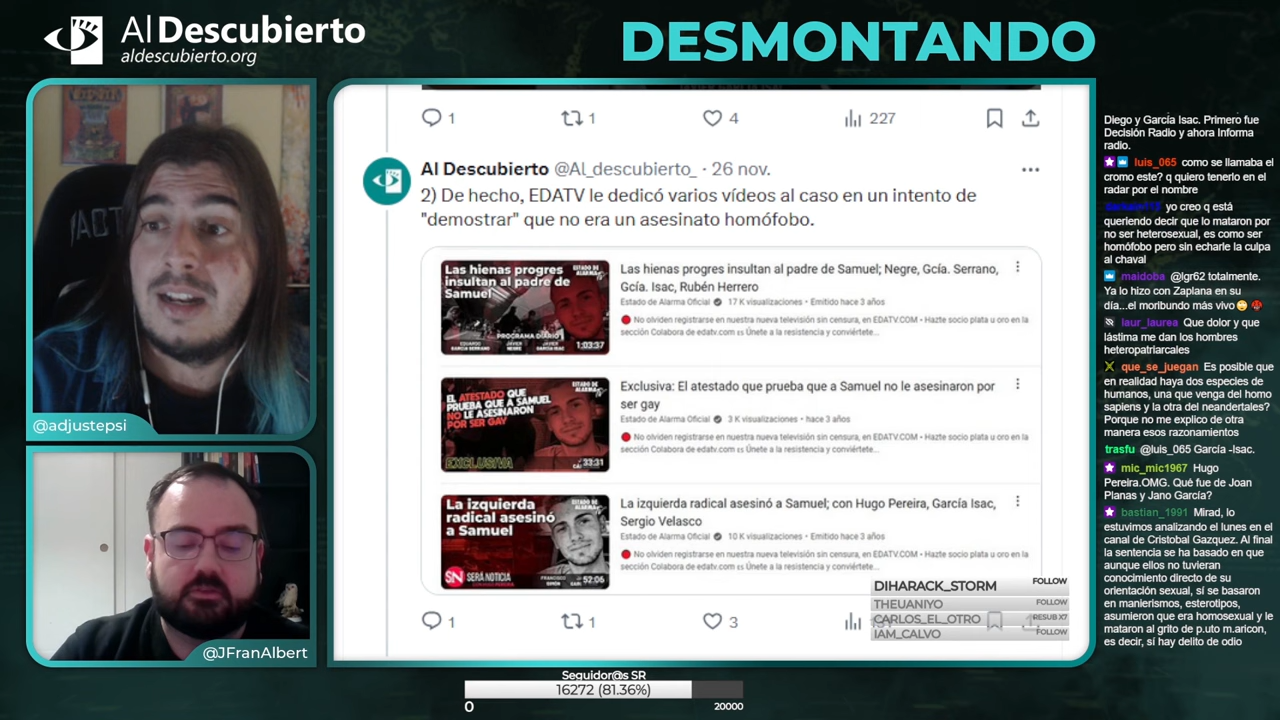 Al Descubierto
aldescubierto.org
DESMONTANDO
@adjustepsi
@JFranAlbert
1
1
4
227
Al Descubierto @Al_descubierto_ · 26 nov.
2) De hecho, EDATV le dedicó varios vídeos al caso en un intento de
"demostrar" que no era un asesinato homófobo.
Las hienas progres
insultan al padre de
Samuel
ESTADO DE
ALARMA
PROGRAMA DIARIO
1:03:37
Las hienas progres insultan al padre de Samuel; Negre, Gcía. Serrano,
Gcía. Isac, Rubén Herrero
Estado de Alarma Oficial 17 K visualizaciones • Emitido hace 3 años
No olviden registrarse en nuestra nueva televisión sin censura, en EDATV.COM • Hazte socio plata u oro en la
sección Colabora de edatv.com es Únete a la resistencia y conviértete...
EL ATESTADO QUE
PRUEBA QUE A SAMUEL
NO LE ASESINARON
POR SER GAY
ESTADO DE
ALARMA
EXCLUSIVA
33:31
Exclusiva: El atestado que prueba que a Samuel no le asesinaron por
ser gay
Estado de Alarma Oficial 3 K visualizaciones • hace 3 años
No olviden registrarse en nuestra nueva televisión sin censura, en EDATV.COM • Hazte socio plata u oro en la
sección Colabora de edatv.com es Únete a la resistencia y conviértete...
La izquierda
radical asesinó
a Samuel
ESTADO DE
ALARMA
SN SERÁ NOTICIA
52:06
La izquierda radical asesinó a Samuel; con Hugo Pereira, García Isac,
Sergio Velasco
Estado de Alarma Oficial 10 K visualizaciones • Emitido hace 3 años
No olviden registrarse en nuestra nueva televisión sin censura, en EDATV.COM • Hazte socio plata u oro en la
sección Colabora de edatv.com es Únete a la resistencia y conviértete...
1
1
3
DIHARACK_STORM FOLLOW
THEUANIYO FOLLOW
CARLOS_EL_OTRO RESUB X7
IAM_CALVO FOLLOW
Seguidor@s SR
16272 (81.36%)
0
20000
Diego y García Isac. Primero fue
Decisión Radio y ahora Informa
radio.
luis_065 como se llamaba el
cromo este? q quiero tenerlo en el
radar por el nombre
yo creo q está
queriendo decir que lo mataron por
no ser heterosexual, es como ser
homófobo pero sin echarle la culpa
al chaval
maidoba @lgr62 totalmente.
Ya lo hizo con Zaplana en su
día...el moribundo más vivo
laur_laurea Que dolor y que
lástima me dan los hombres
heteropatriarcales
que_se_juegan Es posible que
en realidad haya dos especies de
humanos, una que venga del homo
sapiens y la otra del neandertales?
Porque no me explico de otra
manera esos razonamientos
trasfu @luis_065 García -Isac.
mic_mic1967 Hugo
Pereira.OMG. Qué fue de Joan
Planas y Jano García?
bastian_1991 Mirad, lo
estuvimos analizando el lunes en el
canal de Cristobal Gazquez. Al final
la sentencia se ha basado en que
aunque ellos no tuvieran
conocimiento directo de su
orientación sexual, sí se basaron
en manierismos, esterotipos,
asumieron que era homosexual y le
mataron al grito de p.uto m.aricon,
es decir, sí hay delito de odio